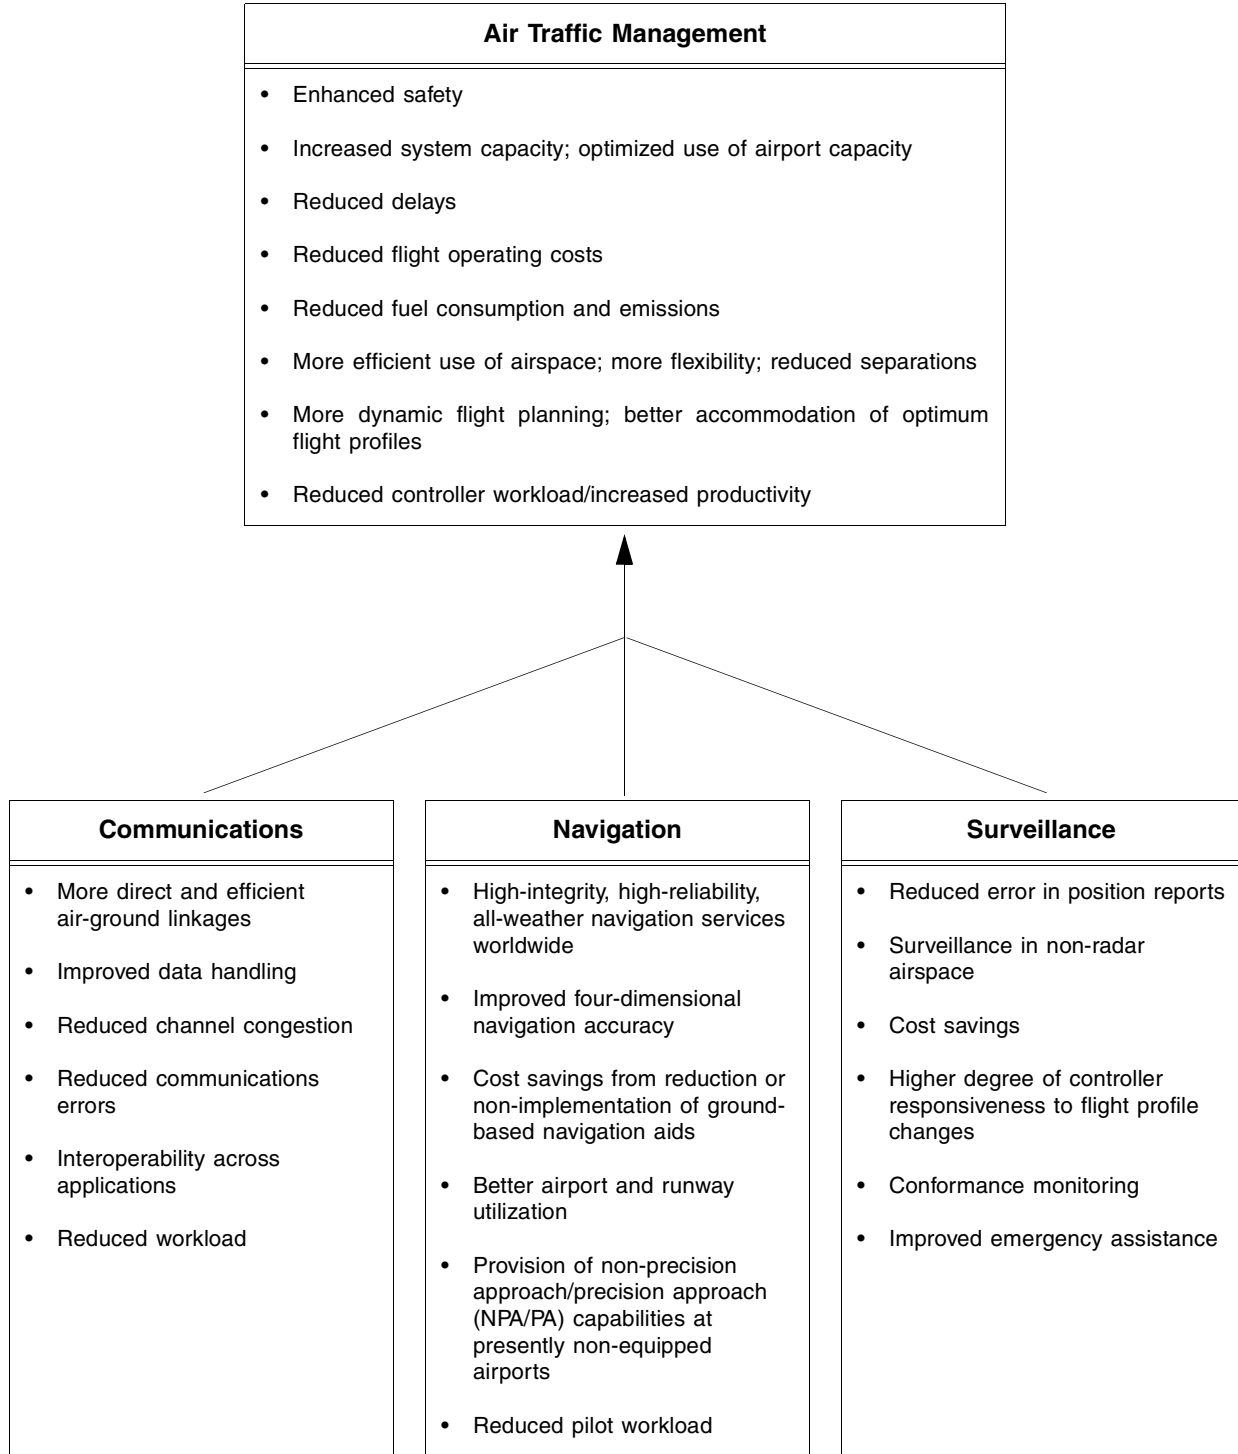 Air Traffic Management
• Enhanced safety
• Increased system capacity; optimized use of airport capacity
• Reduced delays
• Reduced flight operating costs
• Reduced fuel consumption and emissions
• More efficient use of airspace; more flexibility; reduced separations
• More dynamic flight planning; better accommodation of optimum
flight profiles
• Reduced controller workload/increased productivity
Communications
• More direct and efficient
air-ground linkages
• Improved data handling
• Reduced channel congestion
• Reduced communications
errors
• Interoperability across
applications
• Reduced workload
Navigation
• High-integrity, high-reliability,
all-weather navigation services
worldwide
• Improved four-dimensional
navigation accuracy
• Cost savings from reduction or
non-implementation of ground-
based navigation aids
• Better airport and runway
utilization
• Provision of non-precision
approach/precision approach
(NPA/PA) capabilities at
presently non-equipped
airports
• Reduced pilot workload
Surveillance
• Reduced error in position reports
• Surveillance in non-radar
airspace
• Cost savings
• Higher degree of controller
responsiveness to flight profile
changes
• Conformance monitoring
• Improved emergency assistance